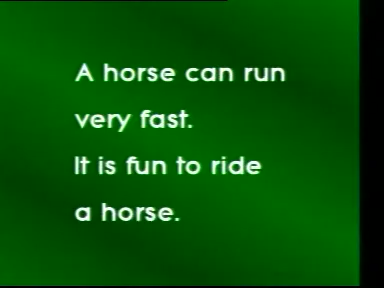 A horse can run
very fast.
It is fun to ride
a horse.